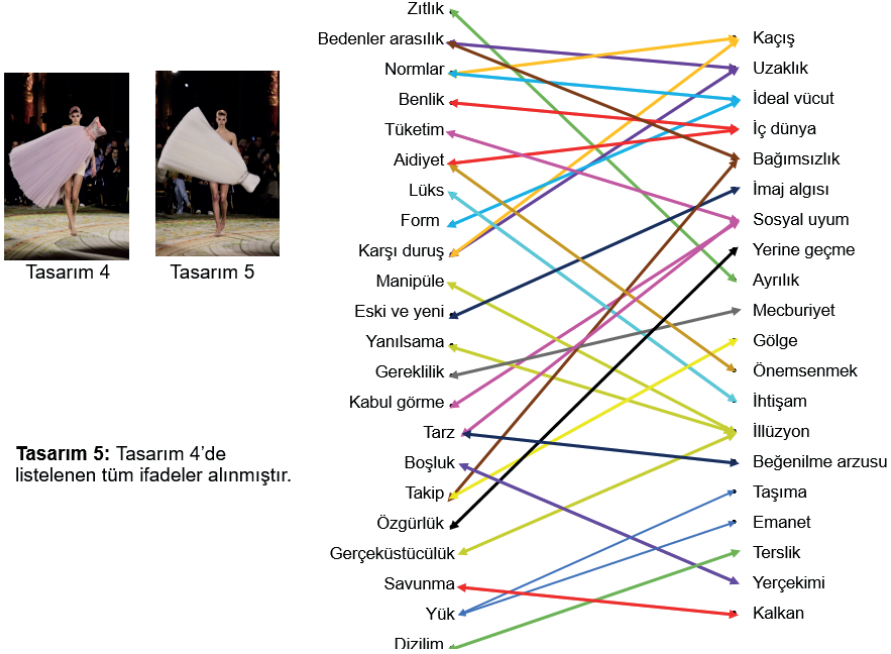 Tasarım 4
Tasarım 5
Tasarım 5: Tasarım 4’de
listelenen tüm ifadeler alınmıştır.
Zıtlık
Bedenler arasılık
Normlar
Benlik
Tüketim
Aidiyet
Lüks
Form
Karşı duruş
Manipüle
Eski ve yeni
Yanılsama
Gereklilik
Kabul görme
Tarz
Boşluk
Takip
Özgürlük
Gerçeküstücülük
Savunma
Yük
Dizilim
Kaçış
Uzaklık
İdeal vücut
İç dünya
Bağımsızlık
İmaj algısı
Sosyal uyum
Yerine geçme
Ayrılık
Mecburiyet
Gölge
Önemsenmek
İhtişam
İllüzyon
Beğenilme arzusu
Taşıma
Emanet
Terslik
Yerçekimi
Kalkan